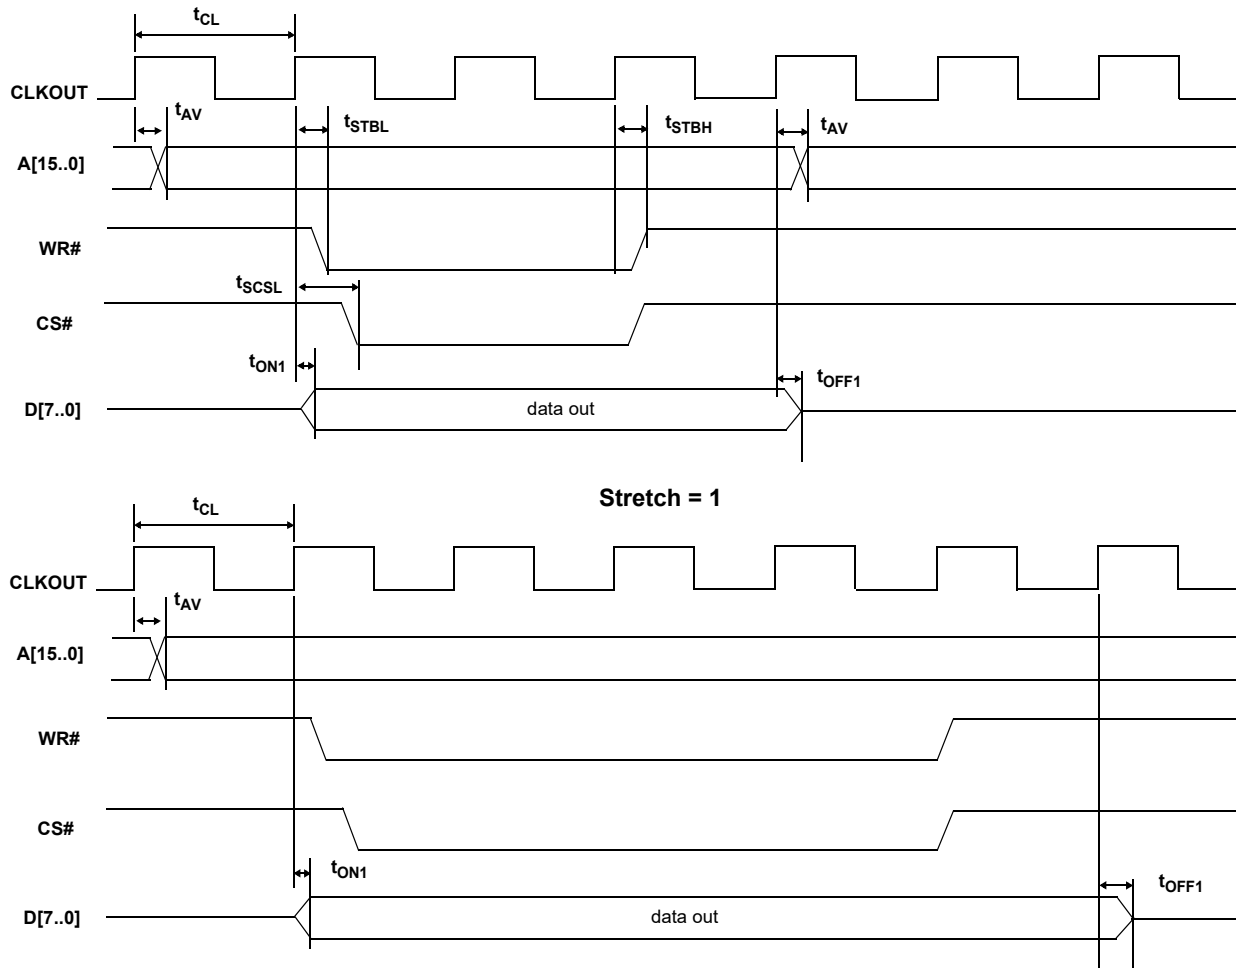 tCL
CLKOUT
tAV tSTBL tSTBH tAV
A[15..0]
WR#
tSCSL
CS#
tON1 tOFF1
D[7..0] data out
Stretch = 1
tCL
CLKOUT
tAV
A[15..0]
WR#
CS#
tON1 tOFF1
D[7..0] data out